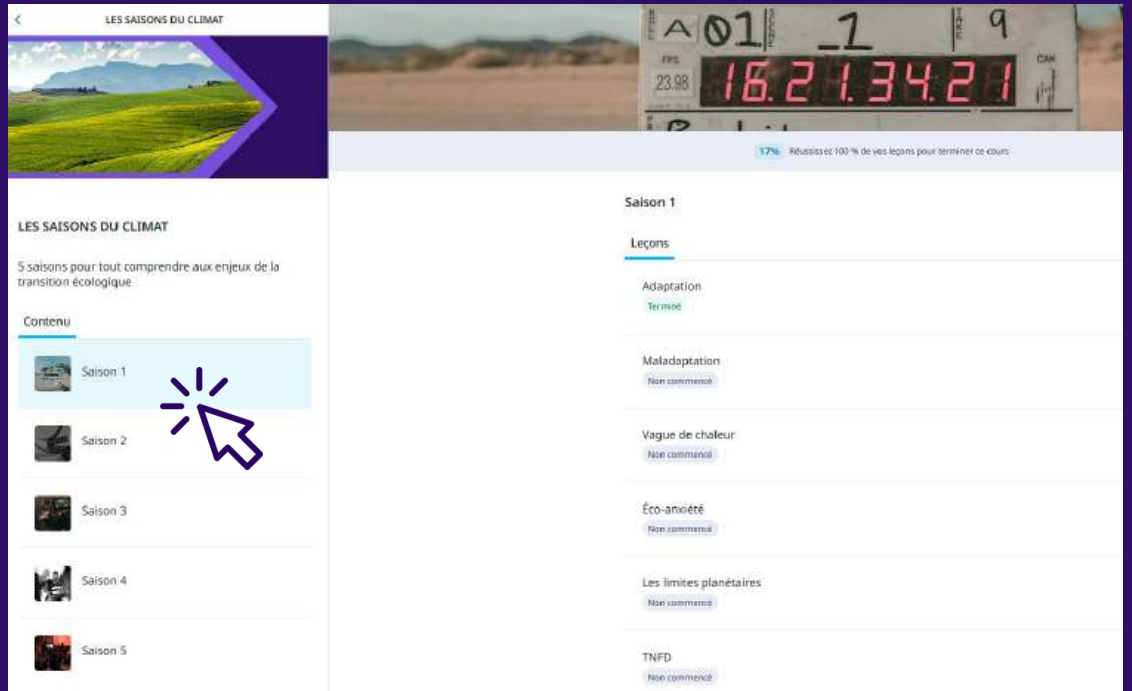 LES SAISONS DU CLIMAT
LES SAISONS DU CLIMAT
5 saisons pour tout comprendre aux enjeux de la
transition écologique
Contenu
Saison 1
Saison 2
Saison 3
Saison 4
Saison 5
A 01 1 9
FPS
23.98
16.21.34.21
CAM
17% Réussissez 100 % de vos leçons pour terminer ce cours
Saison 1
Leçons
Adaptation
Terminé
Maladaptation
Non commencé
Vague de chaleur
Non commencé
Éco-anxiété
Non commencé
Les limites planétaires
Non commencé
TNFD
Non commencé